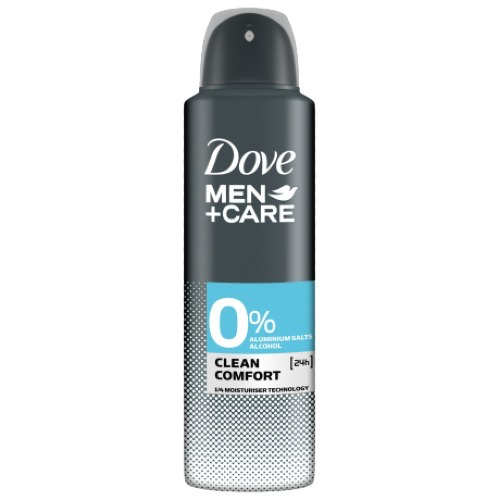 Dove
MEN
+CARE
0%
ALUMINIUM SALTS
ALCOHOL
CLEAN
COMFORT
[24h]
1/4 MOISTURISER TECHNOLOGY